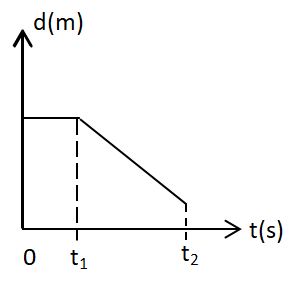 d(m)
t(s)
0 t₁ t₂